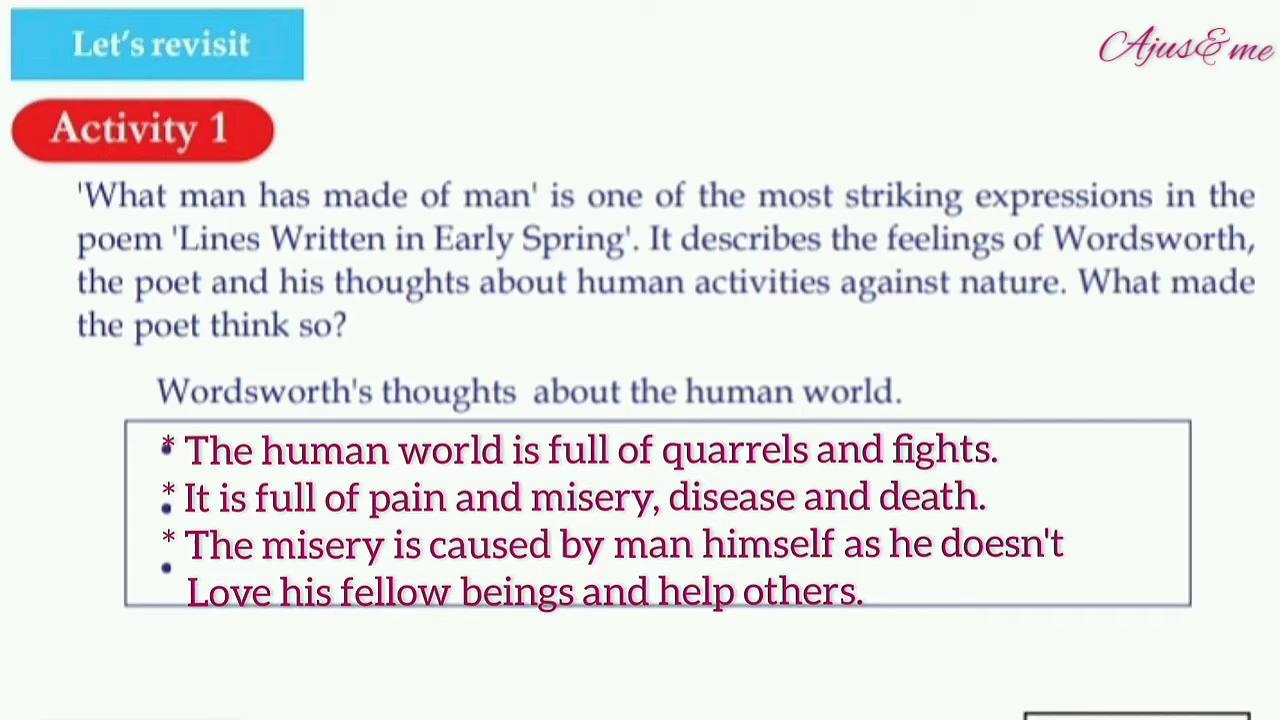 Let's revisit
Ajus&me
Activity 1
'What man has made of man' is one of the most striking expressions in the
poem 'Lines Written in Early Spring'. It describes the feelings of Wordsworth,
the poet and his thoughts about human activities against nature. What made
the poet think so?
Wordsworth's thoughts about the human world.
* The human world is full of quarrels and fights.
* It is full of pain and misery, disease and death.
* The misery is caused by man himself as he doesn't
Love his fellow beings and help others.